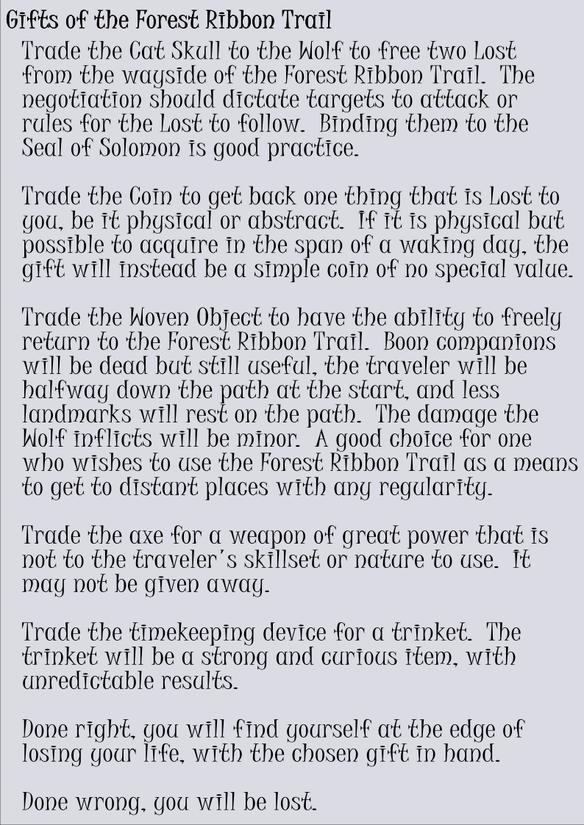 Gifts of the Forest Ribbon Trail
Trade the Cat Skull to the Wolf to free two Lost
from the wayside of the Forest Ribbon Trail.  The
negotiation should dictate targets to attack or
rules for the Lost to follow.  Binding them to the
Seal of Solomon is good practice.

Trade the Coin to get back one thing that is Lost to
you, be it physical or abstract.  If it is physical but
possible to acquire in the span of a waking day, the
gift will instead be a simple coin of no special value.

Trade the Woven Object to have the ability to freely
return to the Forest Ribbon Trail.  Boon companions
will be dead but still useful, the traveler will be
halfway down the path at the start, and less
landmarks will rest on the path.  The damage the
Wolf inflicts will be minor.  A good choice for one
who wishes to use the Forest Ribbon Trail as a means
to get to distant places with any regularity.

Trade the axe for a weapon of great power that is
not to the traveler's skillset or nature to use.  It
may not be given away.

Trade the timekeeping device for a trinket.  The
trinket will be a strong and curious item, with
unredictable results.

Done right, you will find yourself at the edge of
losing your life, with the chosen gift in hand.

Done wrong, you will be lost.